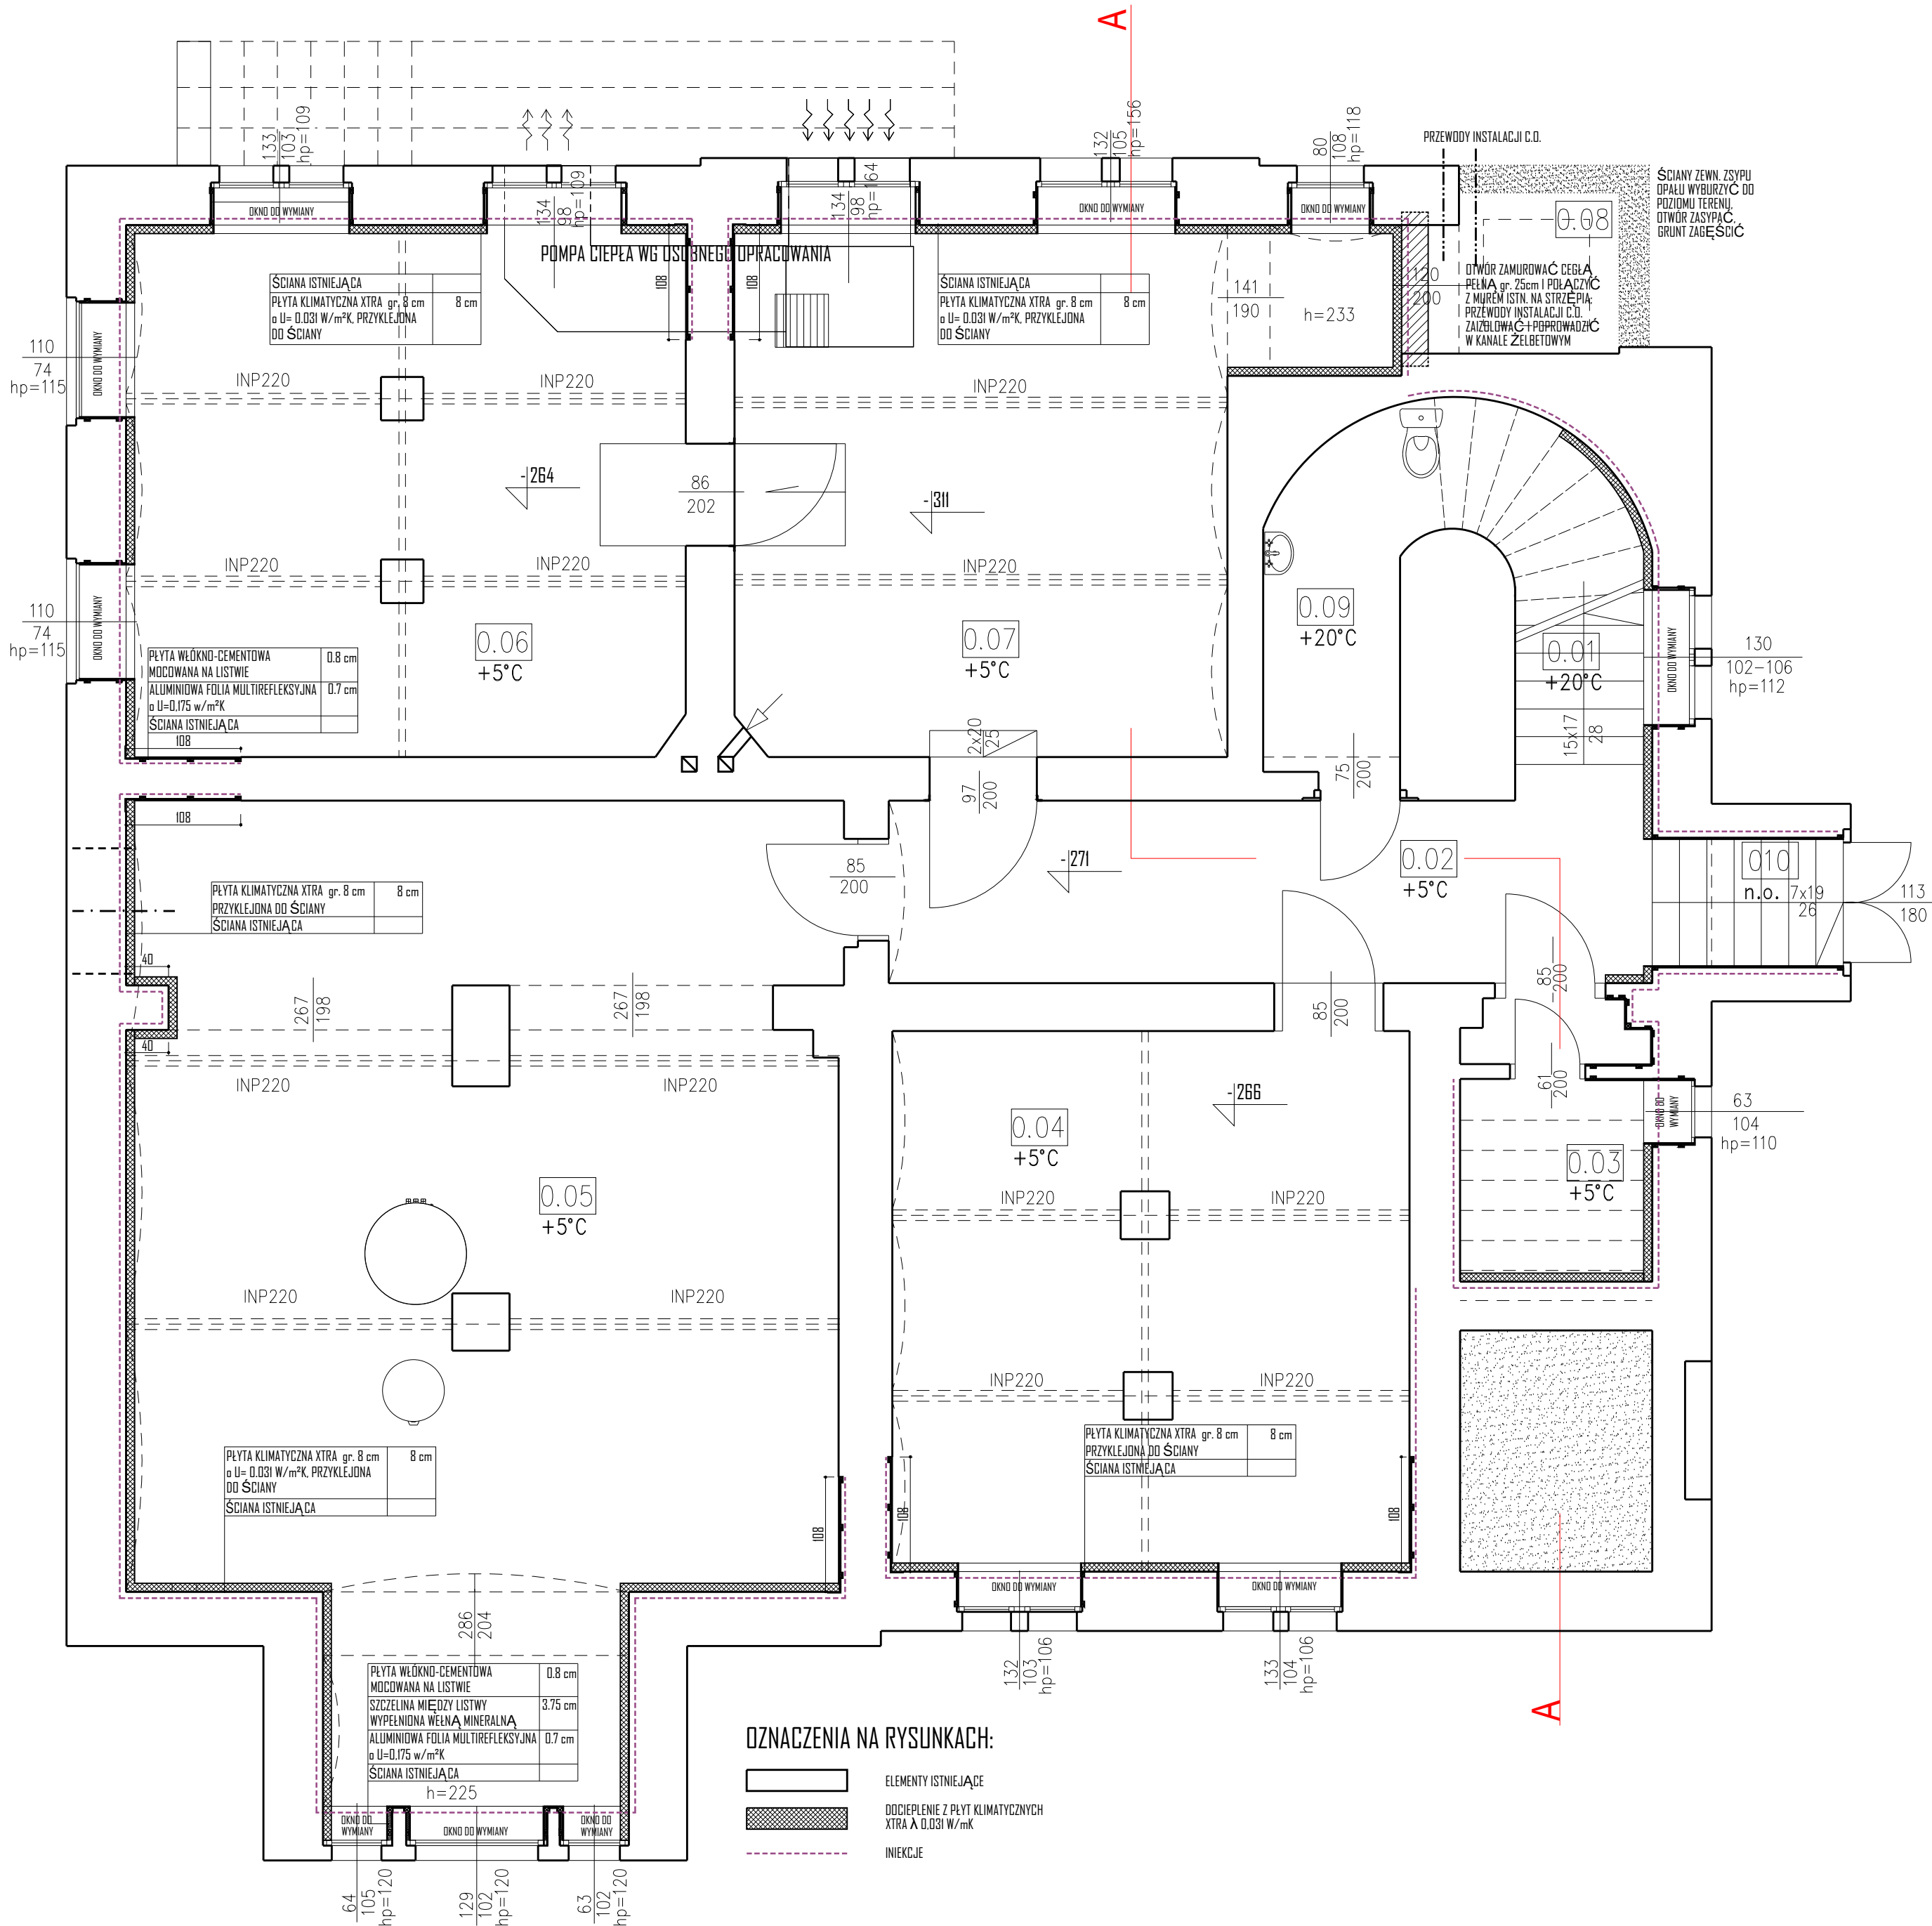 A
133
103
hp=109
134
98
hp=109
134
98
hp=164
132
105
hp=156
80
108
hp=118
PRZEWODY INSTALACJI C.O.
ŚCIANY ZEWN. ZSYPU
OPAŁU WYBURZYĆ DO
POZIOMU TERENU.
OTWÓR ZASYPAĆ.
GRUNT ZAGĘŚCIĆ
OKNO DO WYMIANY
OKNO DO WYMIANY
OKNO DO WYMIANY
0.08
POMPA CIEPŁA WG OSOBNEGO OPRACOWANIA
108
108
ŚCIANA ISTNIEJĄCA
PŁYTA KLIMATYCZNA XTRA gr. 8 cm 8 cm
o U= 0.031 W/m²K, PRZYKLEJONA
DO ŚCIANY
ŚCIANA ISTNIEJĄCA
PŁYTA KLIMATYCZNA XTRA gr. 8 cm 8 cm
o U= 0.031 W/m²K, PRZYKLEJONA
DO ŚCIANY
141
190
h=233
120
200
OTWÓR ZAMUROWAĆ CEGŁĄ
PEŁNĄ gr. 25cm I POŁĄCZYĆ
Z MUREM ISTN. NA STRZĘPIA;
PRZEWODY INSTALACJI C.O.
ZAIZOLOWAĆ I POPROWADZIĆ
W KANALE ŻELBETOWYM
110
74
hp=115
OKNO DO WYMIANY
INP220
INP220
INP220
-264
86
202
-311
INP220
INP220
INP220
110
74
hp=115
OKNO DO WYMIANY
0.06
+5°C
0.07
+5°C
0.09
+20°C
0.01
+20°C
OKNO DO WYMIANY
130
102-106
hp=112
PŁYTA WŁÓKNO-CEMENTOWA 0.8 cm
MOCOWANA NA LISTWIE
ALUMINIOWA FOLIA MULTIREFLEKSYJNA 0.7 cm
o U=0,175 w/m²K
ŚCIANA ISTNIEJĄCA
108
2x20
25
15x17
28
75
200
97
200
108
85
200
-271
0.02
+5°C
010
n.o.
7x19
26
113
180
PŁYTA KLIMATYCZNA XTRA gr. 8 cm 8 cm
PRZYKLEJONA DO ŚCIANY
ŚCIANA ISTNIEJĄCA
40
267
198
267
198
85
200
85
200
40
INP220
INP220
61
200
-266
0.04
+5°C
OKNO DO
WYMIANY
63
104
hp=110
0.03
+5°C
0.05
+5°C
INP220
INP220
INP220
INP220
INP220
INP220
PŁYTA KLIMATYCZNA XTRA gr. 8 cm 8 cm
o U= 0.031 W/m²K, PRZYKLEJONA
DO ŚCIANY
ŚCIANA ISTNIEJĄCA
PŁYTA KLIMATYCZNA XTRA gr. 8 cm 8 cm
PRZYKLEJONA DO ŚCIANY
ŚCIANA ISTNIEJĄCA
108
108
108
OKNO DO WYMIANY
OKNO DO WYMIANY
286
204
132
103
hp=106
133
104
hp=106
A
PŁYTA WŁÓKNO-CEMENTOWA 0.8 cm
MOCOWANA NA LISTWIE
SZCZELINA MIĘDZY LISTWY 3.75 cm
WYPEŁNIONA WEŁNĄ MINERALNĄ
ALUMINIOWA FOLIA MULTIREFLEKSYJNA 0.7 cm
o U=0,175 w/m²K
ŚCIANA ISTNIEJĄCA
h=225
OKNO DO
WYMIANY
OKNO DO WYMIANY
OKNO DO
WYMIANY
64
105
hp=120
129
102
hp=120
63
102
hp=120
OZNACZENIA NA RYSUNKACH:
ELEMENTY ISTNIEJĄCE
DOCIEPLENIE Z PŁYT KLIMATYCZNYCH
XTRA λ 0,031 W/mK
INIEKCJE